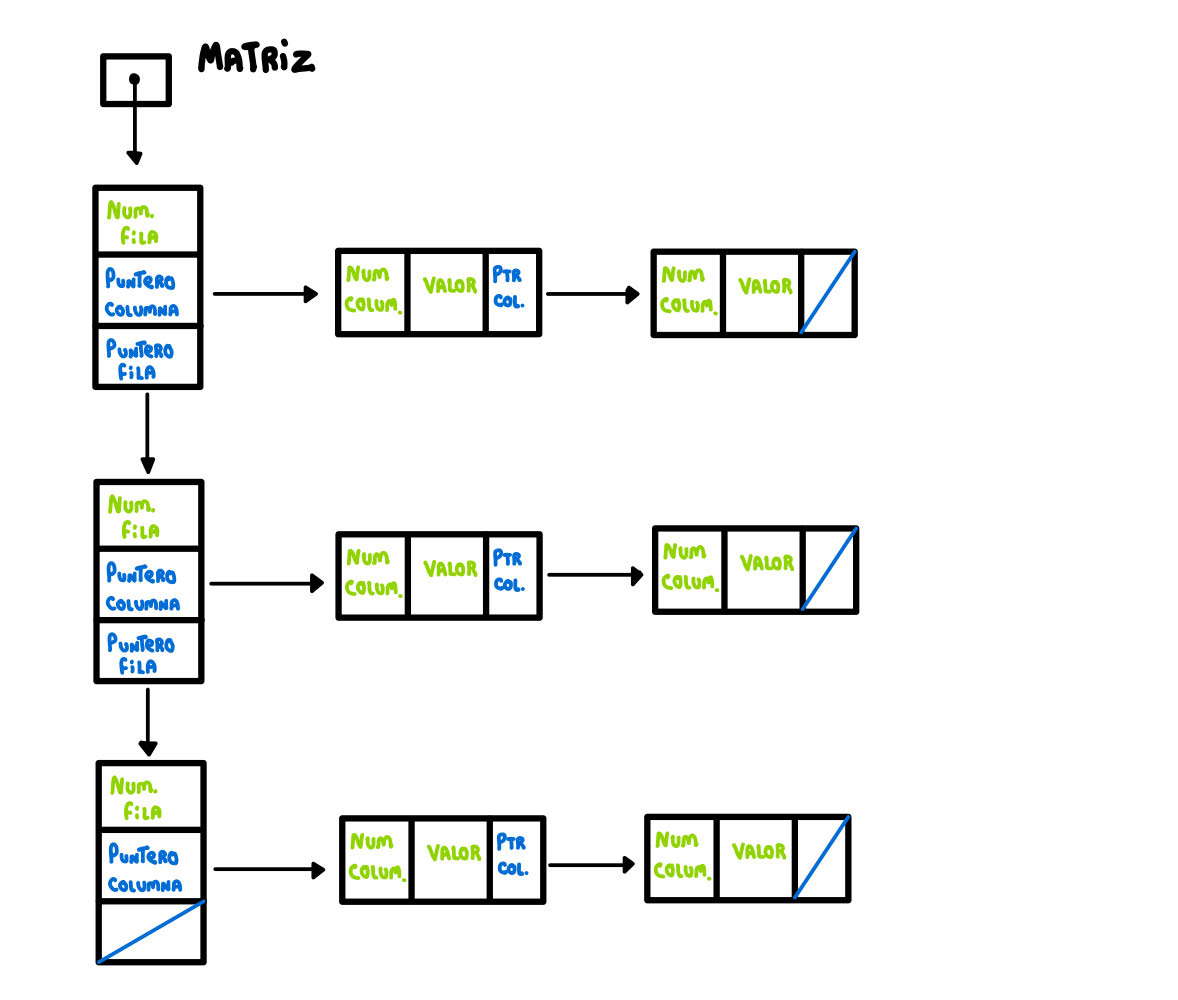 MATRIZ
NUM.
FILA
PUNTERO
COLUMNA
PUNTERO
FILA
NUM
COLUM.
VALOR
PTR
COL.
NUM
COLUM.
VALOR
NUM.
FILA
PUNTERO
COLUMNA
PUNTERO
FILA
NUM
COLUM.
VALOR
PTR
COL.
NUM
COLUM.
VALOR
NUM.
FILA
PUNTERO
COLUMNA
NUM
COLUM.
VALOR
PTR
COL.
NUM
COLUM.
VALOR